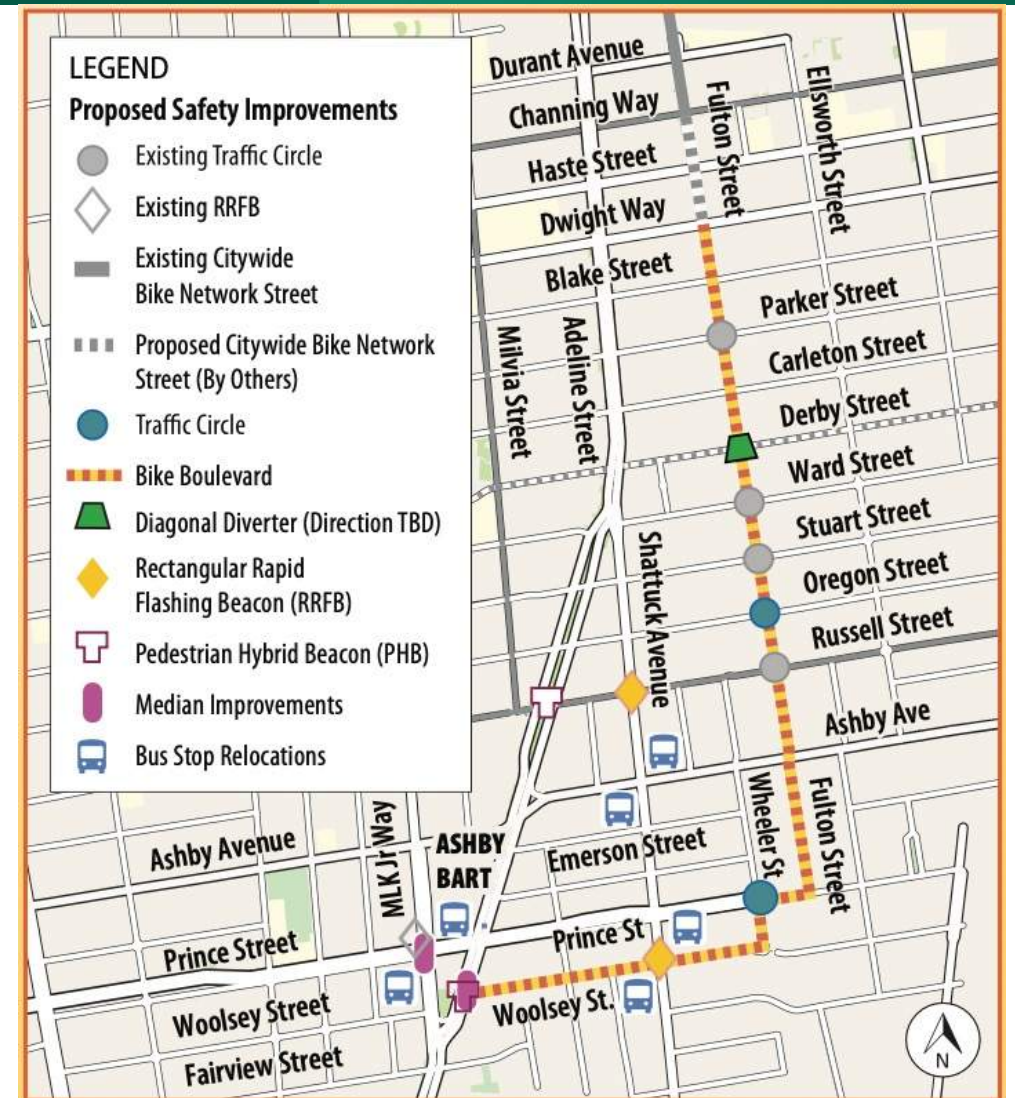 LEGEND
Proposed Safety Improvements
Existing Traffic Circle
Existing RRFB
Existing Citywide
Bike Network Street
Proposed Citywide Bike Network
Street (By Others)
Traffic Circle
Bike Boulevard
Diagonal Diverter (Direction TBD)
Rectangular Rapid
Flashing Beacon (RRFB)
Pedestrian Hybrid Beacon (PHB)
Median Improvements
Bus Stop Relocations
Durant Avenue
Channing Way
Haste Street
Dwight Way
Blake Street
Fulton Street
Ellsworth Street
Parker Street
Carleton Street
Derby Street
Ward Street
Stuart Street
Oregon Street
Russell Street
Milvia Street
Adeline Street
Shattuck Avenue
Ashby Ave
Wheeler St
Fulton Street
Emerson Street
Ashby Avenue
MLK Jr Way
ASHBY
BART
Prince Street
Prince St
Woolsey Street
Woolsey St.
Fairview Street
N